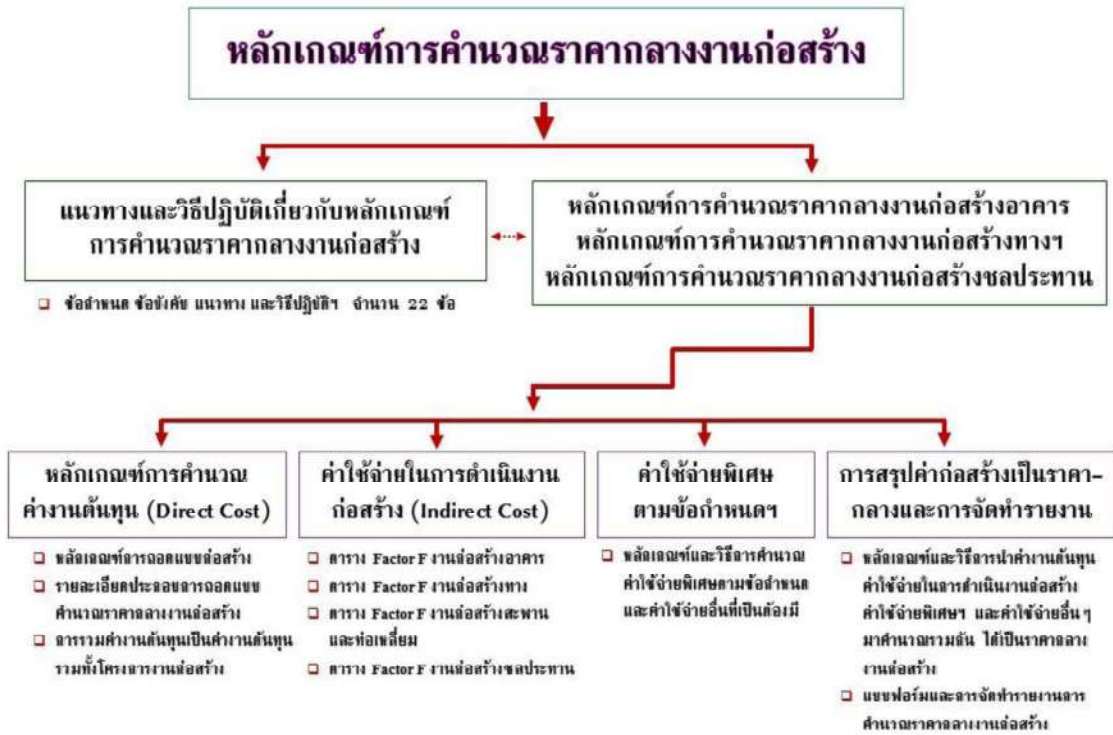 หลักเกณฑ์การคำนวณราคากลางงานก่อสร้าง
แนวทางและวิธีปฏิบัติเกี่ยวกับหลักเกณฑ์
การคำนวณราคากลางงานก่อสร้าง
ข้อกำหนด ข้อบังคับ แนวทาง และวิธีปฏิบัติฯ จำนวน 22 ข้อ
หลักเกณฑ์การคำนวณราคากลางงานก่อสร้างอาคาร
หลักเกณฑ์การคำนวณราคากลางงานก่อสร้างทางฯ
หลักเกณฑ์การคำนวณราคากลางงานก่อสร้างชลประทาน
หลักเกณฑ์การคำนวณ
ค่างานต้นทุน (Direct Cost)
หลักเกณฑ์การถอดแบบก่อสร้าง
รายละเอียดประกอบการถอดแบบ
คำนวณราคากลางงานก่อสร้าง
การรวมค่างานต้นทุนเป็นค่างานต้นทุน
รวมทั้งโครงการงานก่อสร้าง
ค่าใช้จ่ายในการดำเนินงาน
ก่อสร้าง (Indirect Cost)
ตาราง Factor F งานก่อสร้างอาคาร
ตาราง Factor F งานก่อสร้างทาง
ตาราง Factor F งานก่อสร้างสะพาน
และท่อเหลี่ยม
ตาราง Factor F งานก่อสร้างชลประทาน
ค่าใช้จ่ายพิเศษ
ตามข้อกำหนดฯ
หลักเกณฑ์และวิธีการคำนวณ
ค่าใช้จ่ายพิเศษตามข้อกำหนด
และค่าใช้จ่ายอื่นที่เป็นต้องมี
การสรุปค่าก่อสร้างเป็นราคา-
กลางและการจัดทำรายงาน
หลักเกณฑ์และวิธีการนำค่างานต้นทุน
ค่าใช้จ่ายในการดำเนินงานก่อสร้าง
ค่าใช้จ่ายพิเศษฯ และค่าใช้จ่ายอื่นๆ
มาคำนวณรวมกัน ได้เป็นราคากลาง
งานก่อสร้าง
แบบฟอร์มและการจัดทำรายงานการ
คำนวณราคากลางงานก่อสร้าง